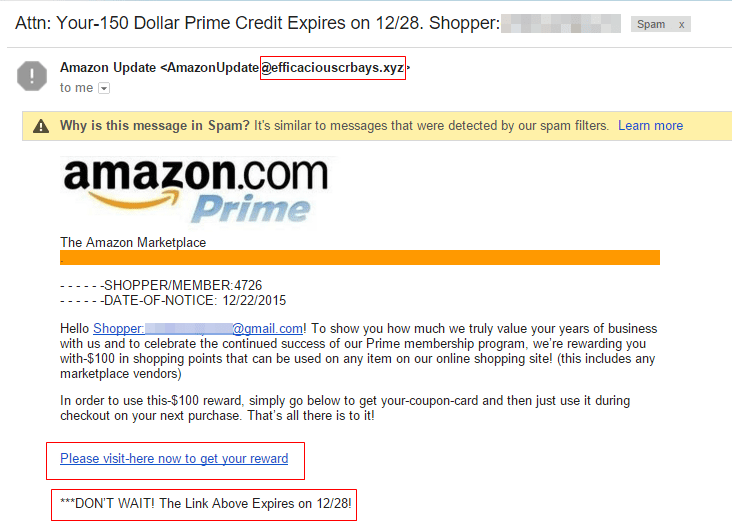 Attn: Your-150 Dollar Prime Credit Expires on 12/28. Shopper: Spam x
Amazon Update <AmazonUpdate@efficaciouscrbays.xyz>
to me
Why is this message in Spam? It's similar to messages that were detected by our spam filters. Learn more
amazon.com
Prime
The Amazon Marketplace
- - - - - -SHOPPER/MEMBER:4726
- - - - - -DATE-OF-NOTICE: 12/22/2015
Hello Shopper: @gmail.com! To show you how much we truly value your years of business
with us and to celebrate the continued success of our Prime membership program, we're rewarding you
with-$100 in shopping points that can be used on any item on our online shopping site! (this includes any
marketplace vendors)
In order to use this-$100 reward, simply go below to get your-coupon-card and then just use it during
checkout on your next purchase. That's all there is to it!
Please visit-here now to get your reward
***DON'T WAIT! The Link Above Expires on 12/28!